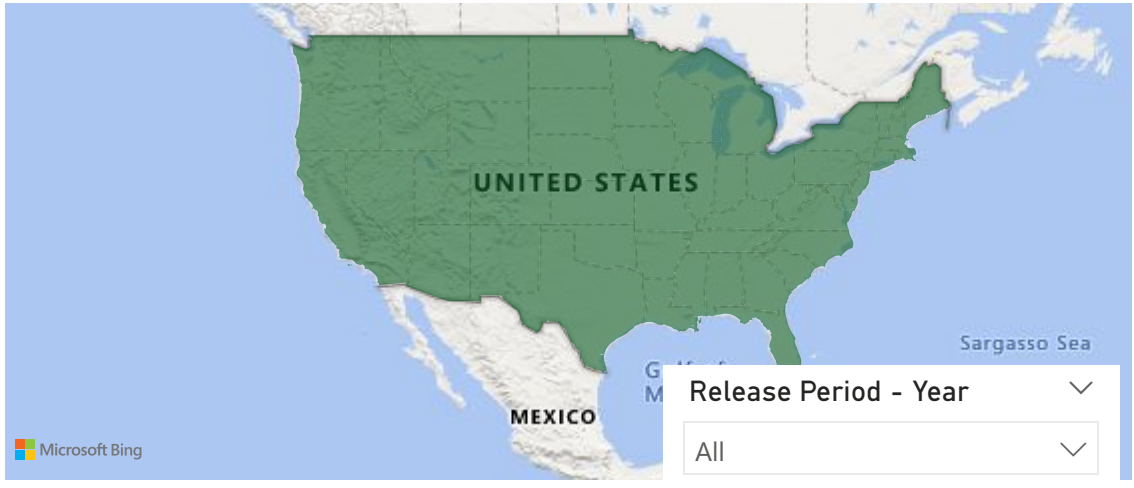 UNITED STATES
Sargasso Sea
MEXICO
Release Period - Year
All
Microsoft Bing